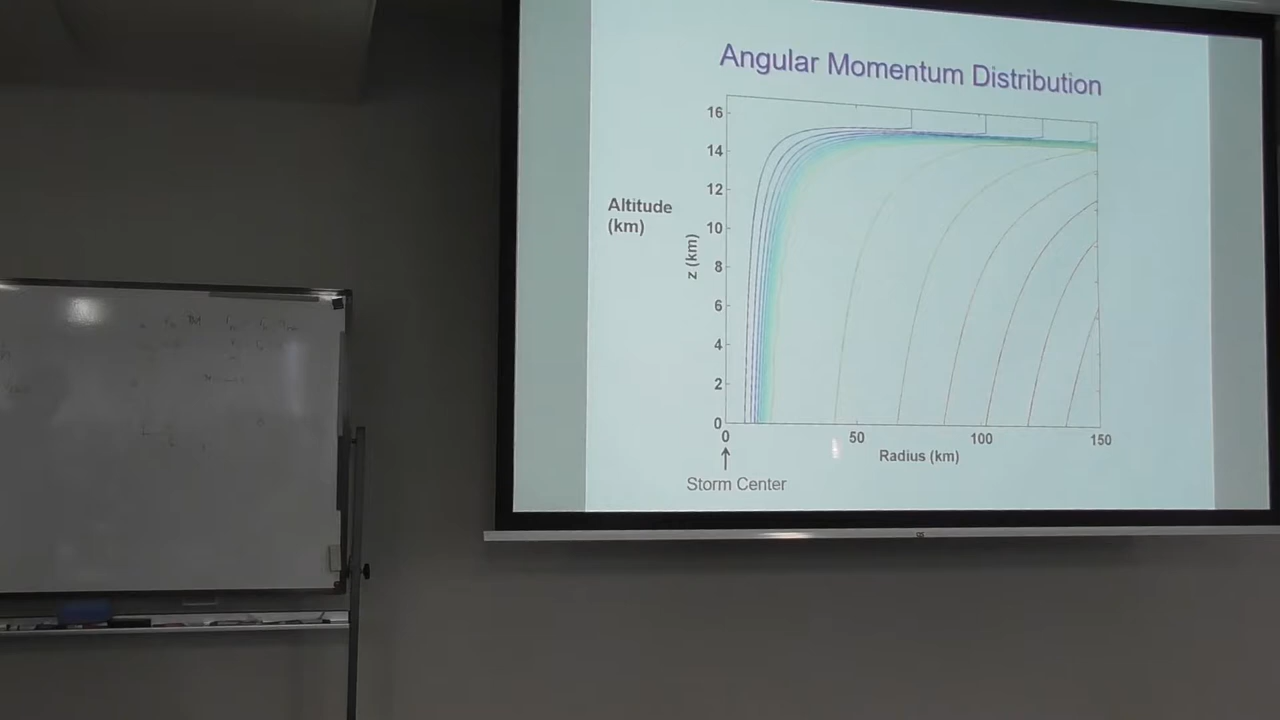 Angular Momentum Distribution
16
14
12
10
8
6
4
2
0
Altitude
(km)
z (km)
0
50
100
150
Radius (km)
Storm Center